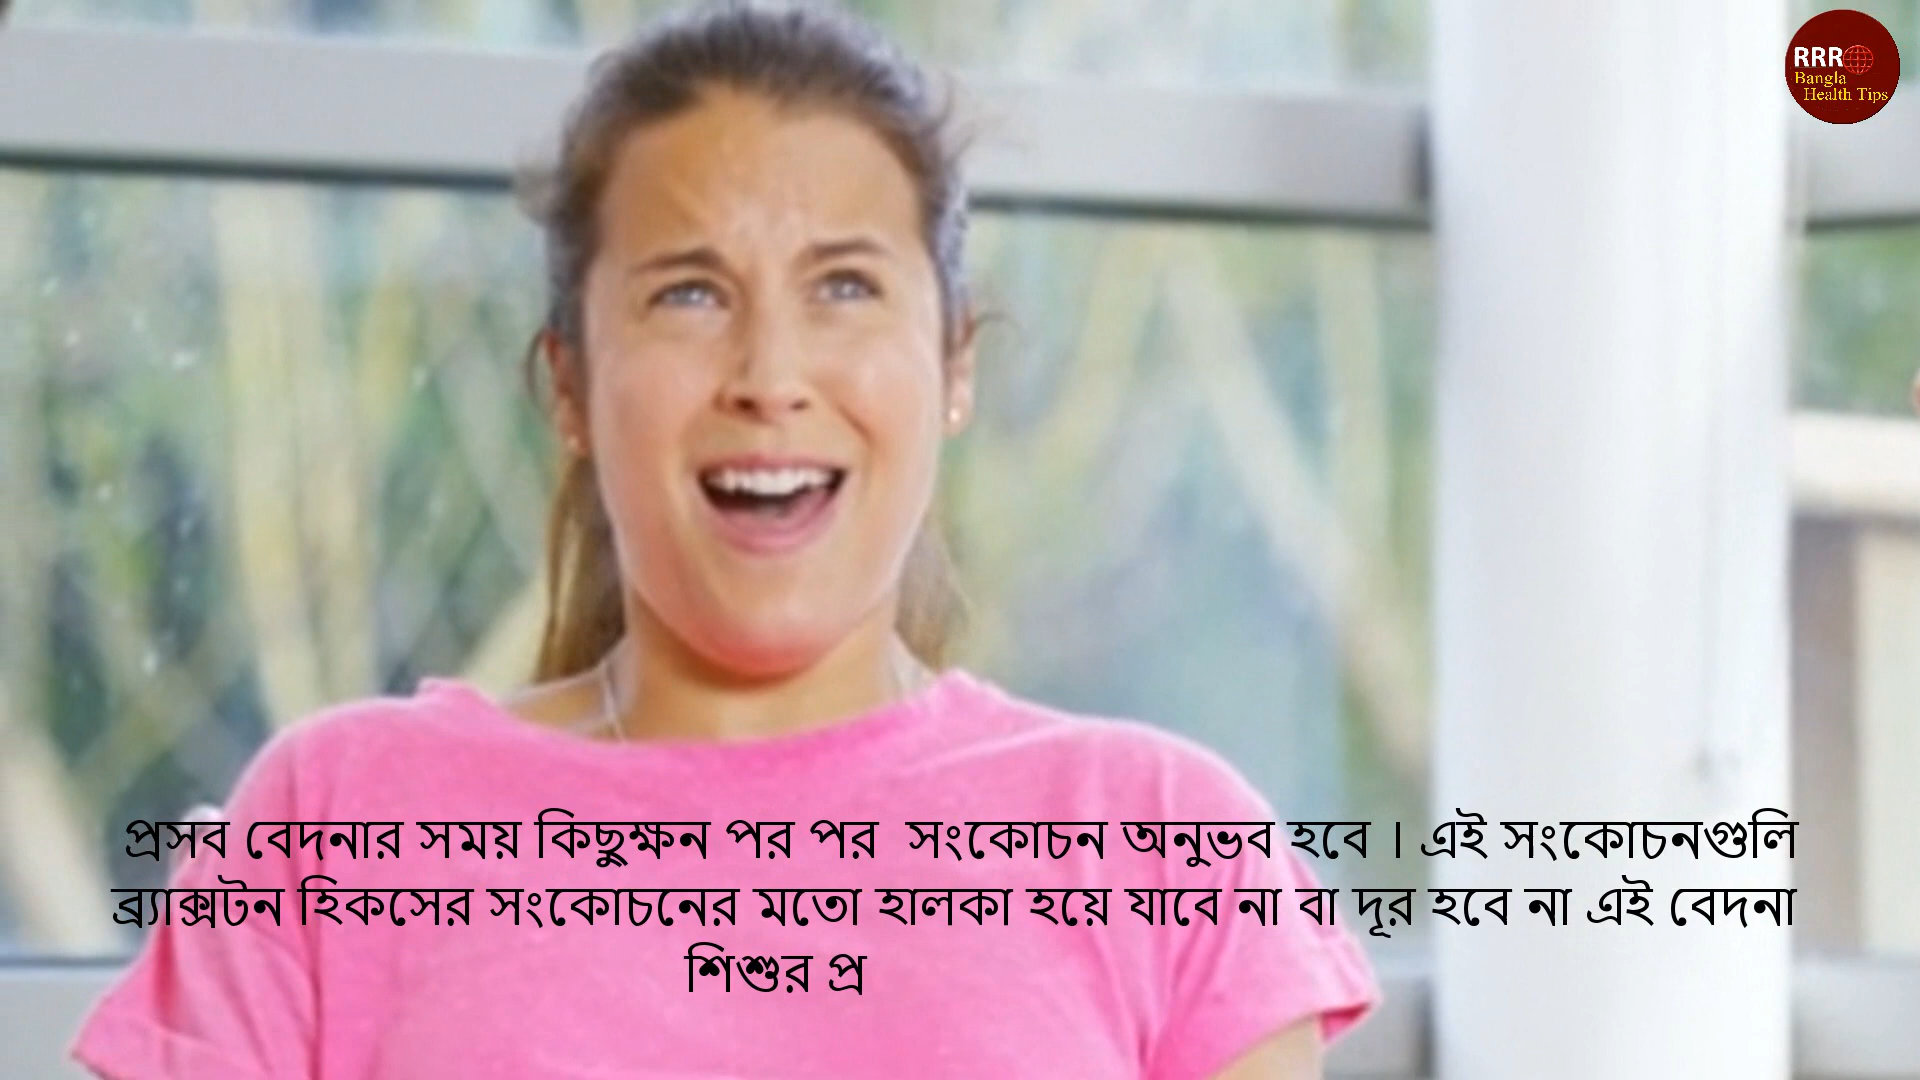 RRR
Bangla
Health Tips
প্রসব বেদনার সময় কিছুক্ষন পর পর সংকোচন অনুভব হবে । এই সংকোচনগুলি
ব্র্যাক্সটন হিকসের সংকোচনের মতো হালকা হয়ে যাবে না বা দূর হবে না এই বেদনা
শিশুর প্র